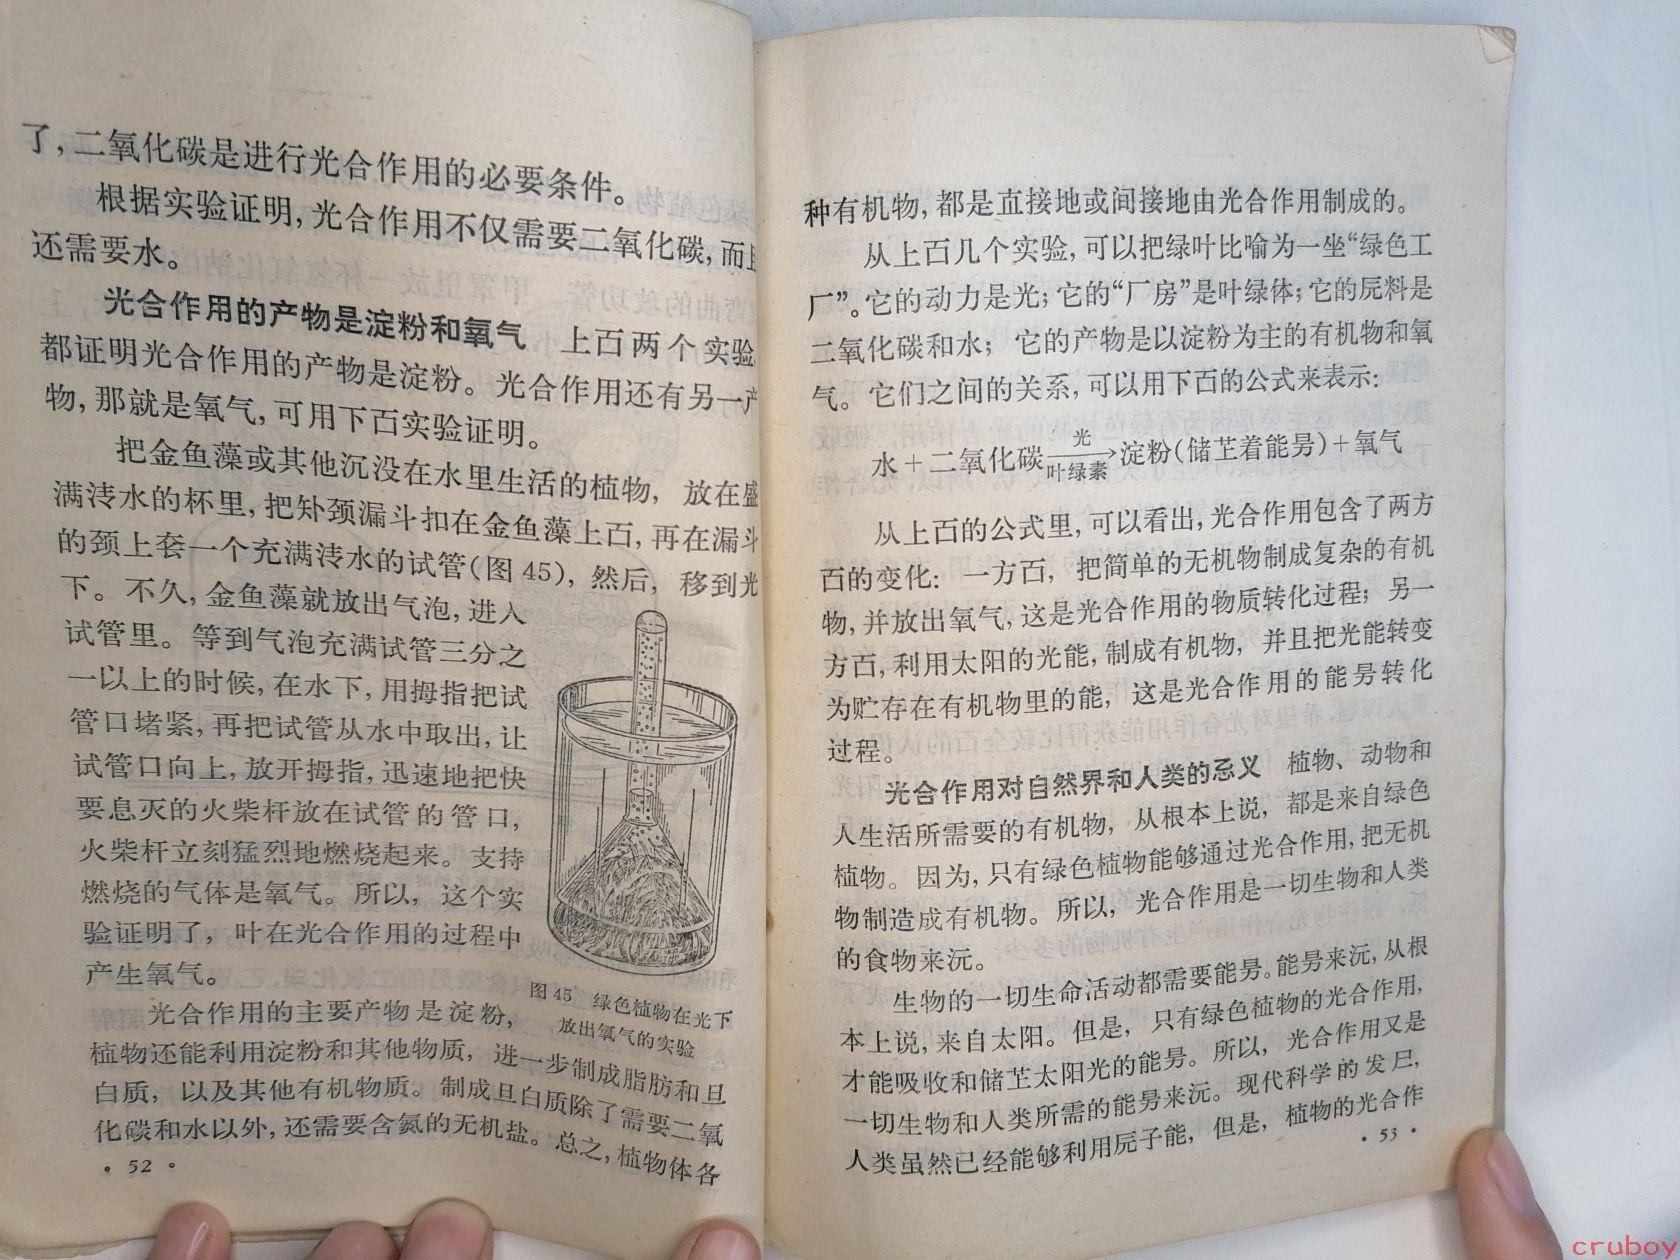 了,二氧化碳是进行光合作用的必要条件。
根据实验证明,光合作用不仅需要二氧化碳,而且
还需要水。
光合作用的产物是淀粉和氧气 上面两个实验,
都证明光合作用的产物是淀粉。光合作用还有另一产
物,那就是氧气,可用下面实验证明。
把金鱼藻或其他沉没在水里生活的植物,放在盛
满清水的杯里,把短颈漏斗扣在金鱼藻上面,再在漏斗
的颈上套一个充满清水的试管(图45),然后,移到光
下。不久,金鱼藻就放出气泡,进入
试管里。等到气泡充满试管三分之
一以上的时候,在水下,用拇指把试
管口堵紧,再把试管从水中取出,让
试管口向上,放开拇指,迅速地把快
要息灭的火柴杆放在试管的管口,
火柴杆立刻猛烈地燃烧起来。支持
燃烧的气体是氧气。所以,这个实
验证明了,叶在光合作用的过程中
产生氧气。
图45 绿色植物在光下
放出氧气的实验
光合作用的主要产物是淀粉,
植物还能利用淀粉和其他物质,进一步制成脂肪和旦
白质,以及其他有机物质。制成旦白质除了需要二氧
化碳和水以外,还需要含氮的无机盐。总之,植物体各
• 52 •
种有机物,都是直接地或间接地由光合作用制成的。
从上面几个实验,可以把绿叶比喻为一坐“绿色工
厂”。它的动力是光;它的“厂房”是叶绿体;它的原料是
二氧化碳和水;它的产物是以淀粉为主的有机物和氧
气。它们之间的关系,可以用下面的公式来表示:
光
水+二氧化碳→淀粉(储藏着能量)+氧气
叶绿素
从上面的公式里,可以看出,光合作用包含了两方
面的变化:一方面,把简单的无机物制成复杂的有机
物,并放出氧气,这是光合作用的物质转化过程;另一
方面,利用太阳的光能,制成有机物,并且把光能转变
为贮存在有机物里的能,这是光合作用的能量转化
过程。
光合作用对自然界和人类的意义 植物、动物和
人生活所需要的有机物,从根本上说,都是来自绿色
植物。因为,只有绿色植物能够通过光合作用,把无机
物制造成有机物。所以,光合作用是一切生物和人类
的食物来源。
生物的一切生命活动都需要能量。能量来源,从根
本上说,来自太阳。但是,只有绿色植物的光合作用,
才能吸收和储藏太阳光的能量。所以,光合作用又是
一切生物和人类所需的能量来源。现代科学的发展,
人类虽然已经能够利用原子能,但是,植物的光合作
• 53 •
cruboy